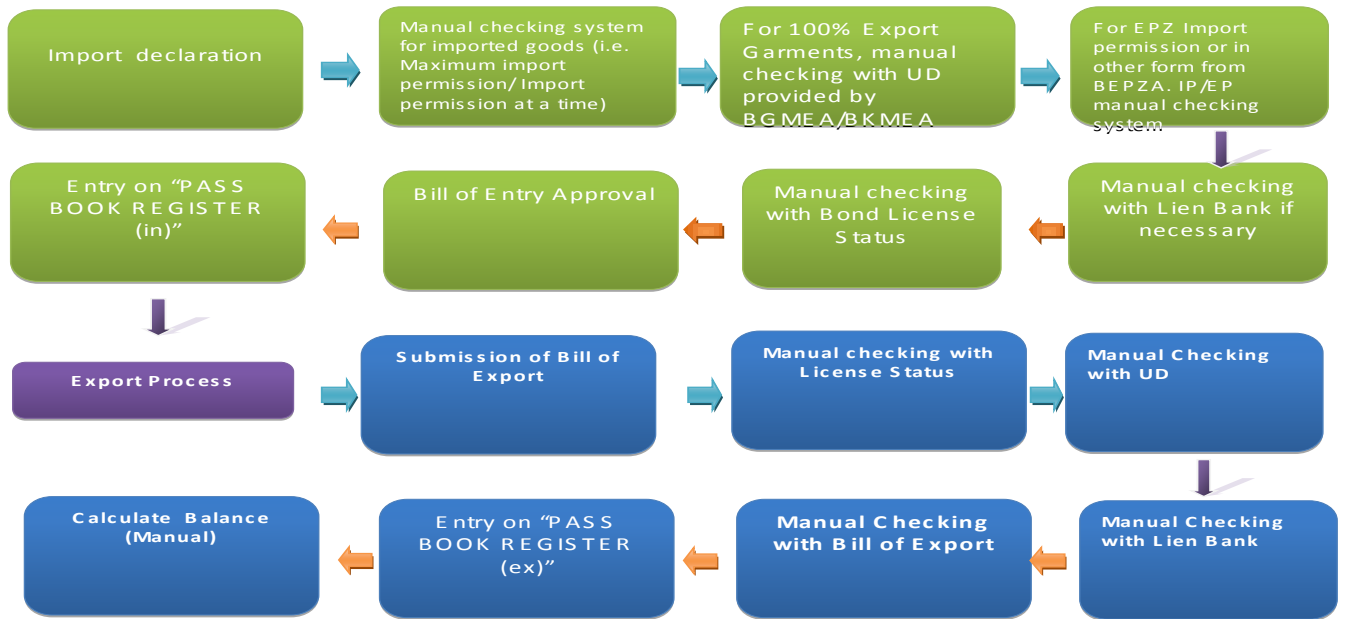 Import declaration
Manual checking system
for imported goods (i.e.
Maximum import
permission/ Import
permission at a time)
For 100% Export
Garments, manual
checking with UD
provided by
BGMEA/BKMEA
For EPZ Import
permission or in
other form from
BEPZA. IP/EP
manual checking
system
Manual checking
with Lien Bank if
necessary
Manual checking
with Bond License
Status
Bill of Entry Approval
Entry on “PASS
BOOK REGISTER
(in)”
Export Process
Submission of Bill of
Export
Manual checking with
License Status
Manual Checking
with UD
Manual Checking
with Lien Bank
Manual Checking
with Bill of Export
Entry on “PASS
BOOK REGISTER
(ex)”
Calculate Balance
(Manual)